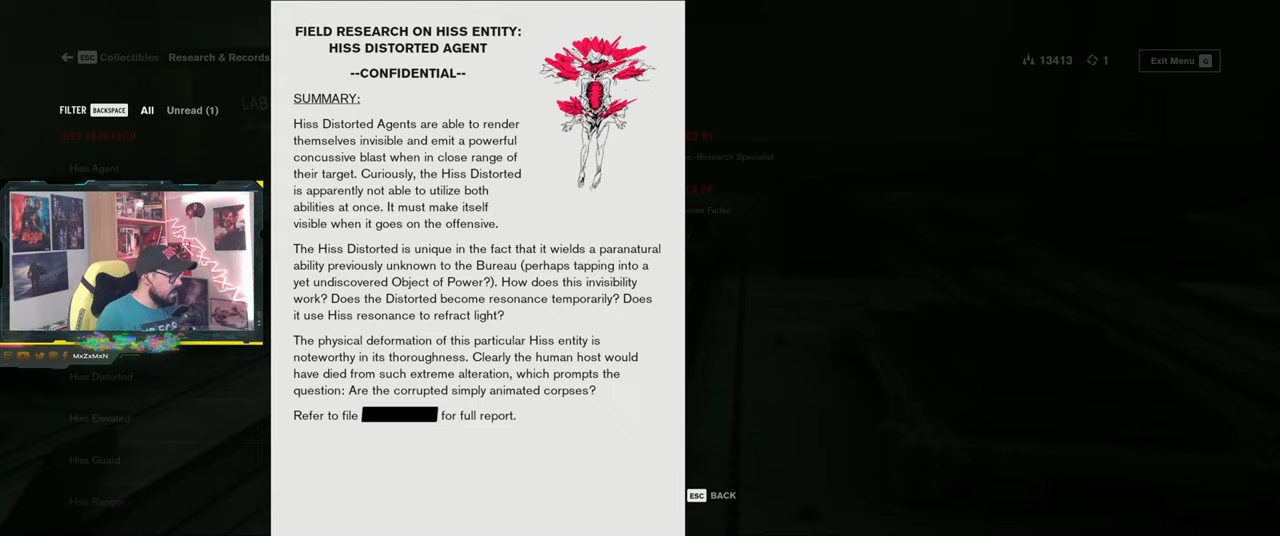 FIELD RESEARCH ON HISS ENTITY:
HISS DISTORTED AGENT
--CONFIDENTIAL--
SUMMARY:
Hiss Distorted Agents are able to render
themselves invisible and emit a powerful
concussive blast when in close range of
their target. Curiously, the Hiss Distorted
is apparently not able to utilize both
abilities at once. It must make itself
visible when it goes on the offensive.
The Hiss Distorted is unique in the fact that it wields a paranatural
ability previously unknown to the Bureau (perhaps tapping into a
yet undiscovered Object of Power?). How does this invisibility
work? Does the Distorted become resonance temporarily? Does
it use Hiss resonance to refract light?
The physical deformation of this particular Hiss entity is
noteworthy in its thoroughness. Clearly the human host would
have died from such extreme alteration, which prompts the
question: Are the corrupted simply animated corpses?
Refer to file for full report.
ESC Collectibles Research & Records
FILTER BACKSPACE All Unread (1)
LAB
HISS RESEARCH
Hiss Agent
MxZxMxN
Hiss Distorted
Hiss Elevated
Hiss Guard
Hiss Ranger
13413 1
Exit Menu G
Research Specialist
Faden
ESC BACK